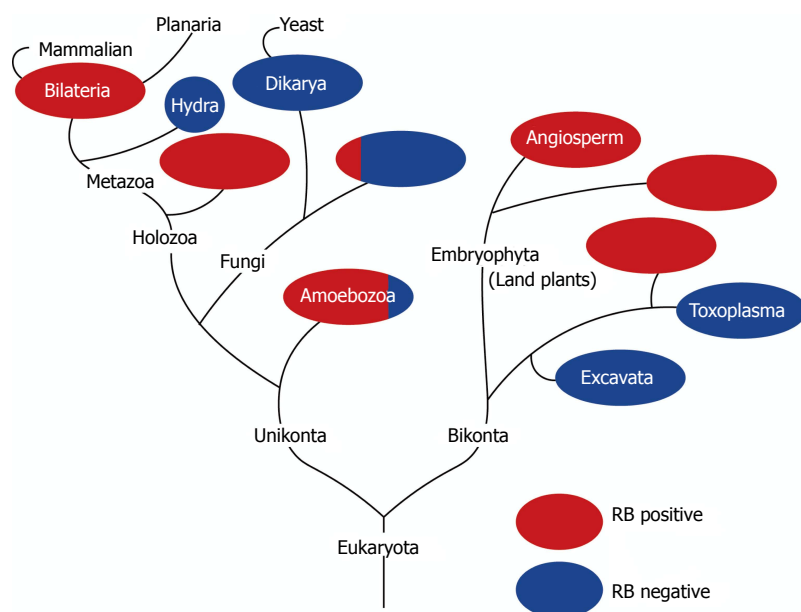 Planaria
Yeast
Mammalian
Bilateria
Hydra
Dikarya
Angiosperm
Metazoa
Holozoa
Fungi
Embryophyta
(Land plants)
Amoebozoa
Toxoplasma
Excavata
Unikonta
Bikonta
Eukaryota
RB positive
RB negative